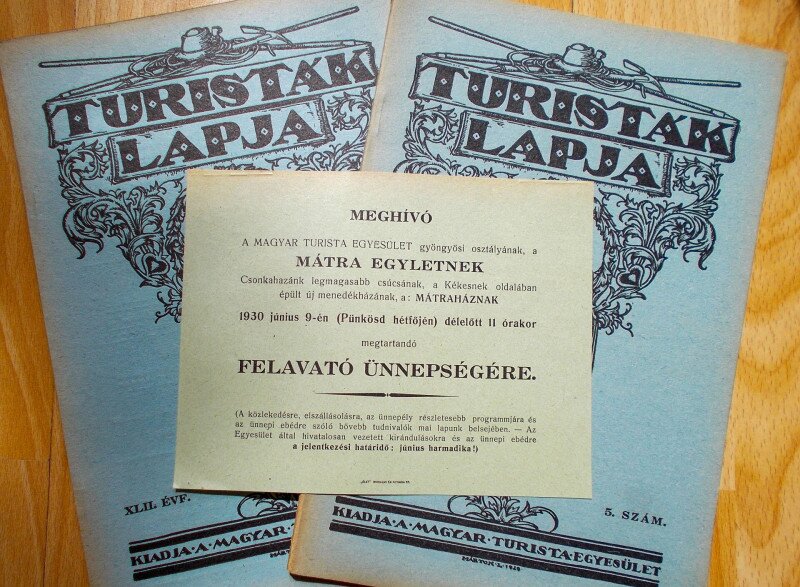 TURISTÁK
LAPJA
TURISTÁK
LAPJA
MEGHÍVÓ
A MAGYAR TURISTA EGYESÜLET gyöngyösi osztályának, a
MÁTRA EGYLETNEK
Csonkahazánk legmagasabb csúcsának, a Kékesnek oldalában
épült új menedékházának, a: MÁTRAHÁZNAK
1930 június 9-én (Pünkösd hétfőjén) délelőtt 11 órakor
megtartandó
FELAVATÓ ÜNNEPSÉGÉRE.
(A közlekedésre, elszállásolásra, az ünnepély részletesebb programmjára és
az ünnepi ebédre szóló bővebb tudnivalók mai lapunk belsejében. — Az
Egyesület által hivatalosan vezetett kirándulásokra és az ünnepi ebédre
a jelentkezési határidő: június harmadika!)
XLII. ÉVF.
5. SZÁM.
KIADJA·A·MAGYAR·
KIADJA·A·MAGYAR·TURISTA·EGYESÜLET